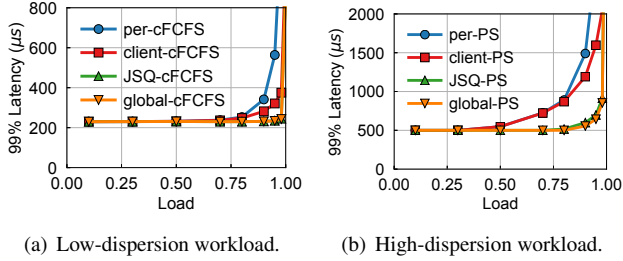 800
600
400
200
0
99% Latency (μs)
per-cFCFS
client-cFCFS
JSQ-cFCFS
global-cFCFS
0.00 0.25 0.50 0.75 1.00
Load
(a) Low-dispersion workload.
2000
1500
1000
500
0
99% Latency (μs)
per-PS
client-PS
JSQ-PS
global-PS
0.00 0.25 0.50 0.75 1.00
Load
(b) High-dispersion workload.